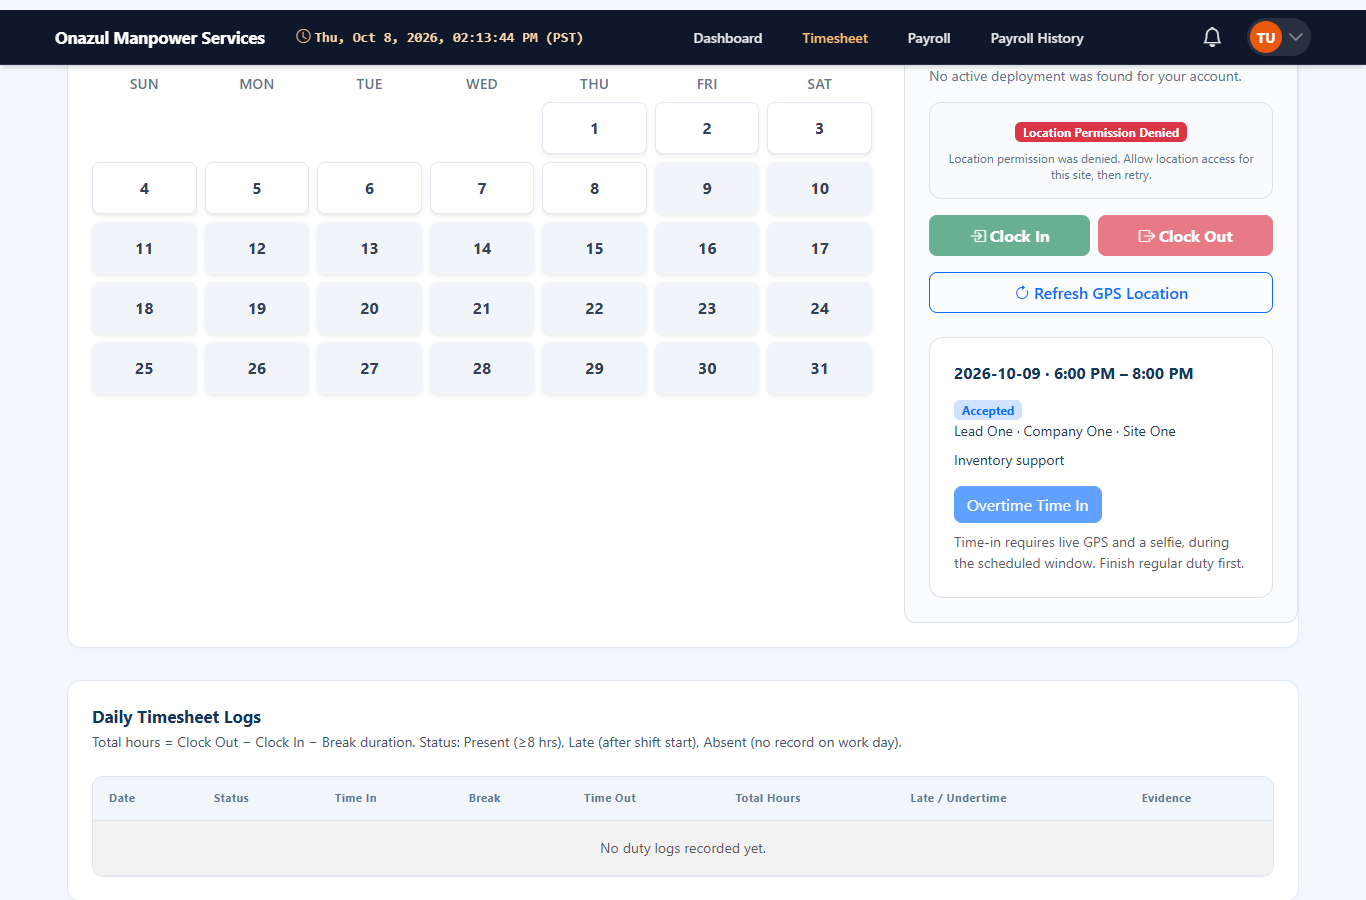 Onazul Manpower Services
Thu, Oct 8, 2026, 02:13:44 PM (PST)
Dashboard
Timesheet
Payroll
Payroll History
TU
SUN MON TUE WED THU FRI SAT
1 2 3
4 5 6 7 8 9 10
11 12 13 14 15 16 17
18 19 20 21 22 23 24
25 26 27 28 29 30 31
No active deployment was found for your account.
Location Permission Denied
Location permission was denied. Allow location access for
this site, then retry.
Clock In
Clock Out
Refresh GPS Location
2026-10-09 · 6:00 PM – 8:00 PM
Accepted
Lead One · Company One · Site One
Inventory support
Overtime Time In
Time-in requires live GPS and a selfie, during
the scheduled window. Finish regular duty first.
Daily Timesheet Logs
Total hours = Clock Out − Clock In − Break duration. Status: Present (≥8 hrs), Late (after shift start), Absent (no record on work day).
Date Status Time In Break Time Out Total Hours Late / Undertime Evidence
No duty logs recorded yet.